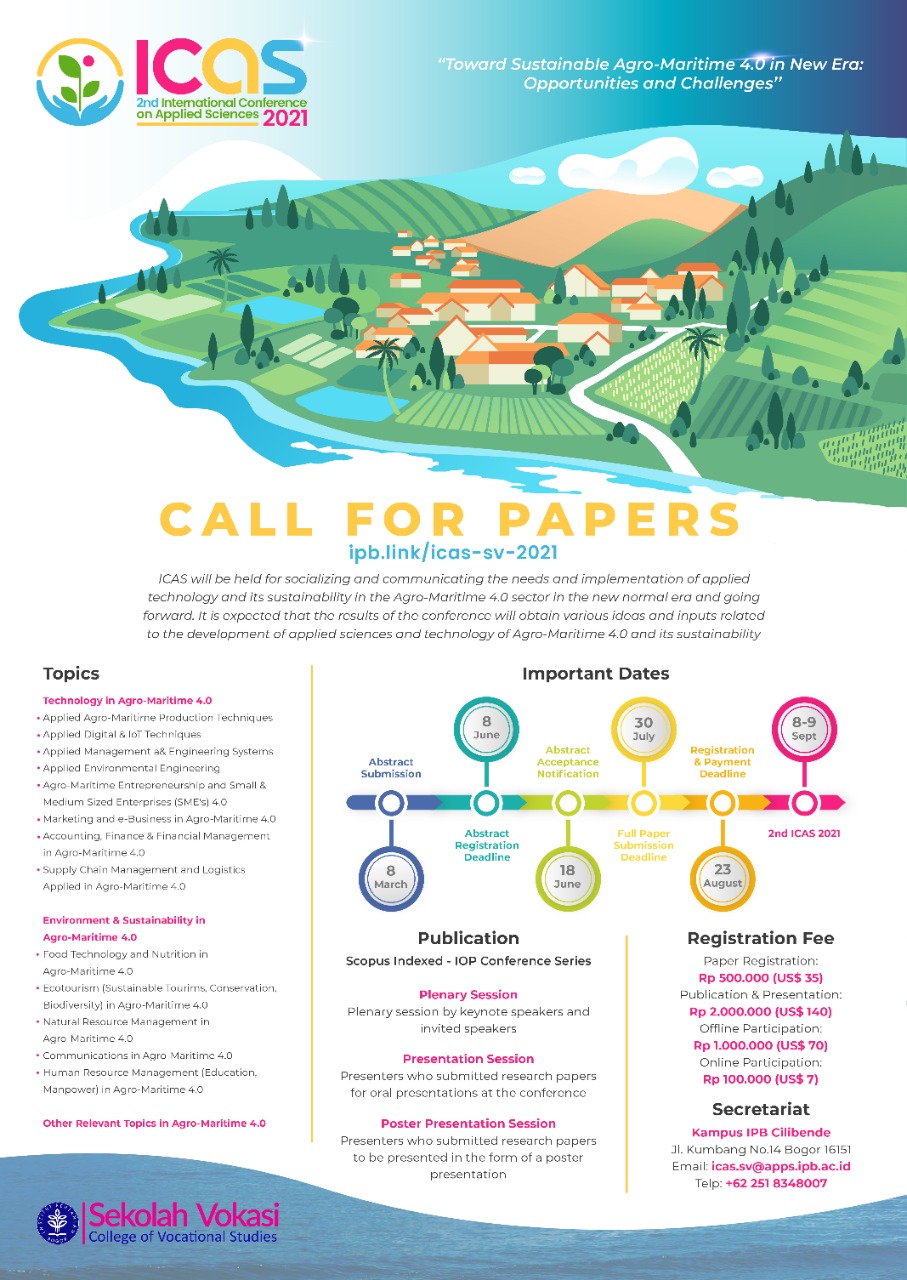 ICAS
2nd International Conference
on Applied Sciences 2021
“Toward Sustainable Agro-Maritime 4.0 in New Era:
Opportunities and Challenges”
CALL FOR PAPERS
ipb.link/icas-sv-2021
ICAS will be held for socializing and communicating the needs and implementation of applied
technology and its sustainability in the Agro-Maritime 4.0 sector in the new normal era and going
forward. It is expected that the results of the conference will obtain various ideas and inputs related
to the development of applied sciences and technology of Agro-Maritime 4.0 and its sustainability
Topics
Technology in Agro-Maritime 4.0
• Applied Agro-Maritime Production Techniques
• Applied Digital & IoT Techniques
• Applied Management a& Engineering Systems
• Applied Environmental Engineering
• Agro-Maritime Entrepreneurship and Small &
Medium Sized Enterprises (SME's) 4.0
• Marketing and e-Business in Agro-Maritime 4.0
• Accounting, Finance & Financial Management
in Agro-Maritime 4.0
• Supply Chain Management and Logistics
Applied in Agro-Maritime 4.0
Environment & Sustainability in
Agro-Maritime 4.0
• Food Technology and Nutrition in
Agro-Maritime 4.0
• Ecotourism (Sustainable Tourims, Conservation,
Biodiversity) in Agro-Maritime 4.0
• Natural Resource Management in
Agro-Maritime 4.0
• Communications in Agro-Maritime 4.0
• Human Resource Management (Education,
Manpower) in Agro-Maritime 4.0
Other Relevant Topics in Agro-Maritime 4.0
Important Dates
Abstract
Submission
8
March
8
June
Abstract
Registration
Deadline
Abstract
Acceptance
Notification
18
June
30
July
Full Paper
Submission
Deadline
Registration
& Payment
Deadline
23
August
8-9
Sept
2nd ICAS 2021
Publication
Scopus Indexed - IOP Conference Series
Plenary Session
Plenary session by keynote speakers and
invited speakers
Presentation Session
Presenters who submitted research papers
for oral presentations at the conference
Poster Presentation Session
Presenters who submitted research papers
to be presented in the form of a poster
presentation
Registration Fee
Paper Registration:
Rp 500.000 (US$ 35)
Publication & Presentation:
Rp 2.000.000 (US$ 140)
Offline Participation:
Rp 1.000.000 (US$ 70)
Online Participation:
Rp 100.000 (US$ 7)
Secretariat
Kampus IPB Cilibende
Jl. Kumbang No.14 Bogor 16151
Email: icas.sv@apps.ipb.ac.id
Telp: +62 251 8348007
Sekolah Vokasi
College of Vocational Studies